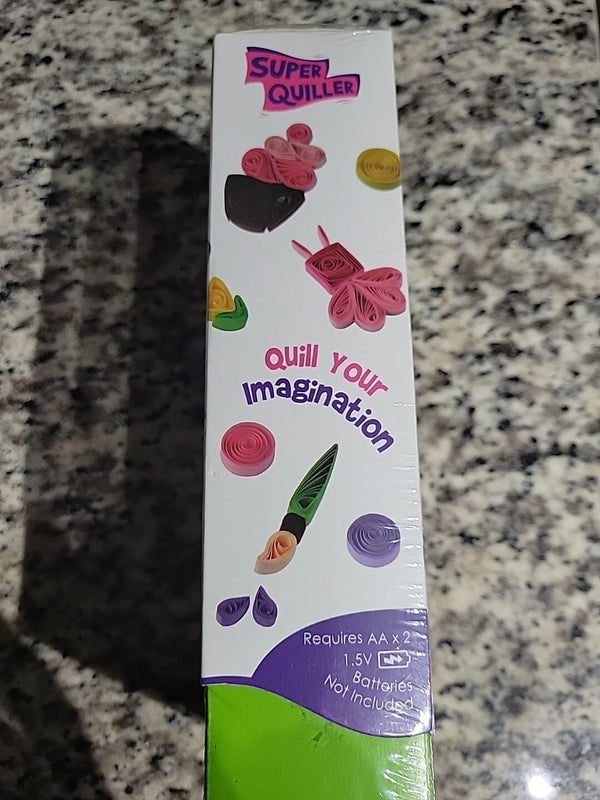 SUPER
QUILLER
Quill Your
Imagination
Requires AA x 2
1.5V
Batteries
Not Included